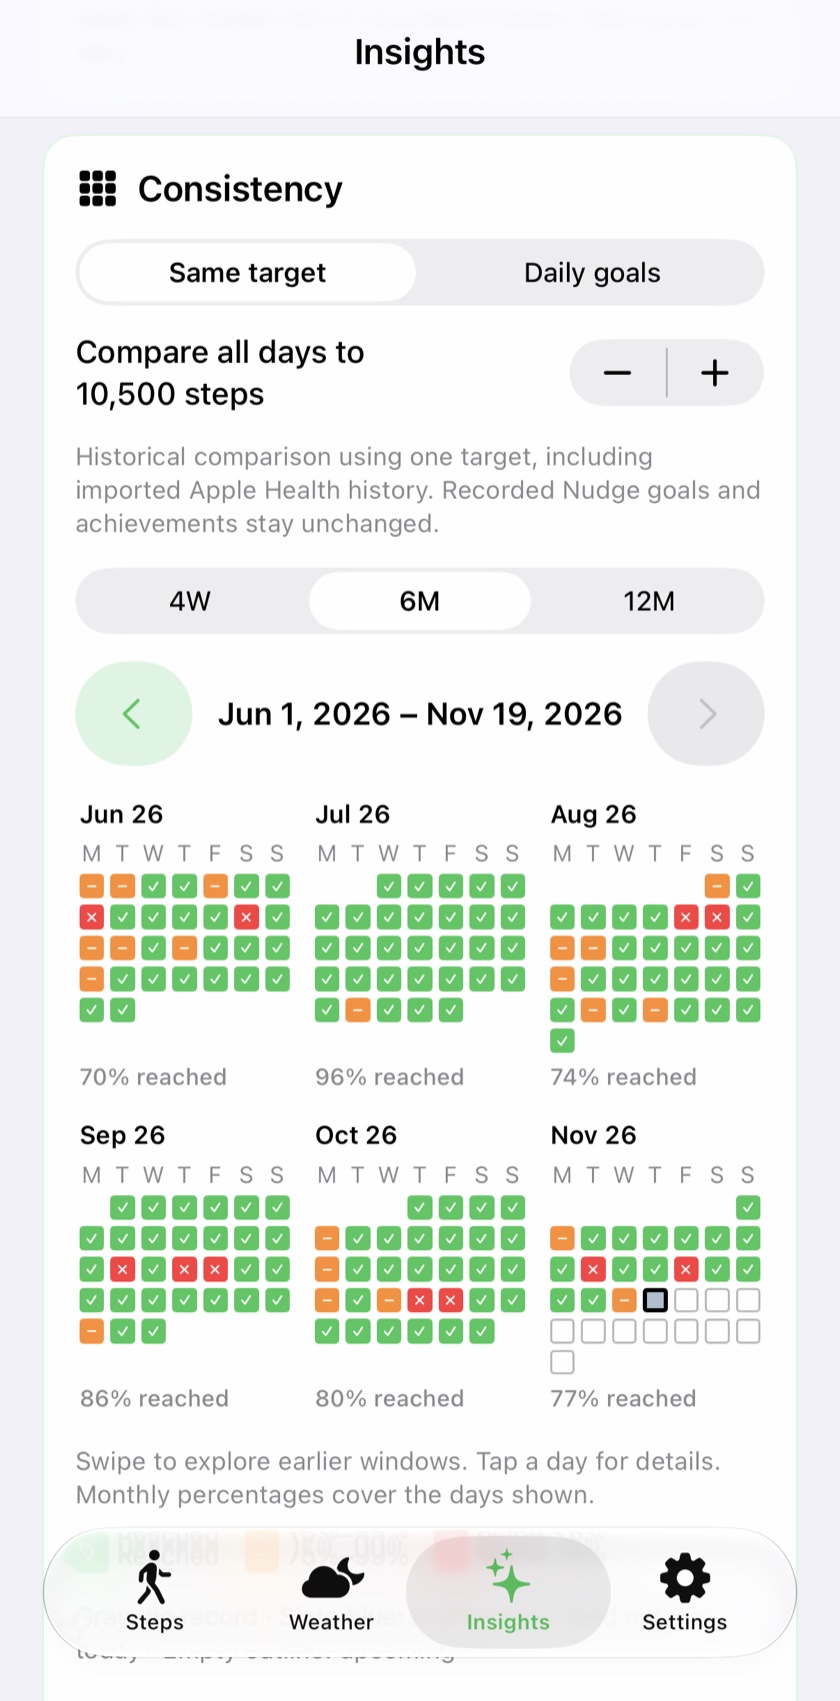 Insights
Consistency
Same target
Daily goals
Compare all days to
10,500 steps
Historical comparison using one target, including
imported Apple Health history. Recorded Nudge goals and
achievements stay unchanged.
4W 6M 12M
Jun 1, 2026 – Nov 19, 2026
Jun 26 Jul 26 Aug 26
M T W T F S S M T W T F S S M T W T F S S
70% reached 96% reached 74% reached
Sep 26 Oct 26 Nov 26
M T W T F S S M T W T F S S M T W T F S S
86% reached 80% reached 77% reached
Swipe to explore earlier windows. Tap a day for details.
Monthly percentages cover the days shown.
Steps Weather Insights Settings